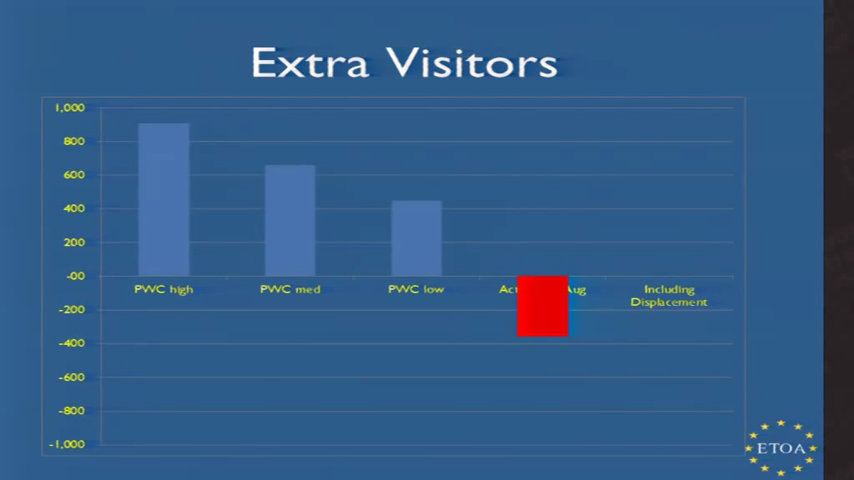 Extra Visitors
1,000
800
600
400
200
-00
-200
-400
-600
-800
-1,000
PWC high
PWC med
PWC low
Aug
Including
Displacement
ETOA